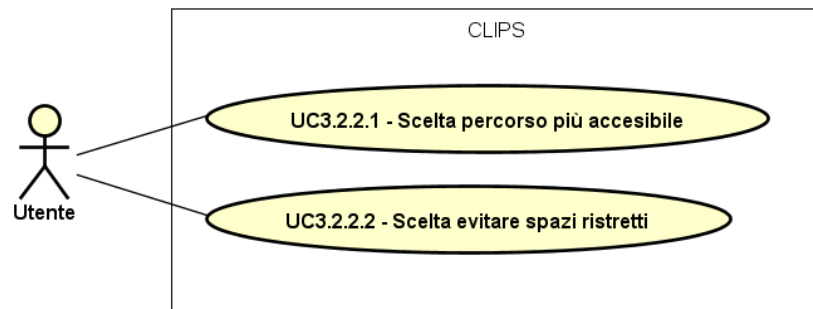 CLIPS
UC3.2.2.1 - Scelta percorso più accesibile
UC3.2.2.2 - Scelta evitare spazi ristretti
Utente